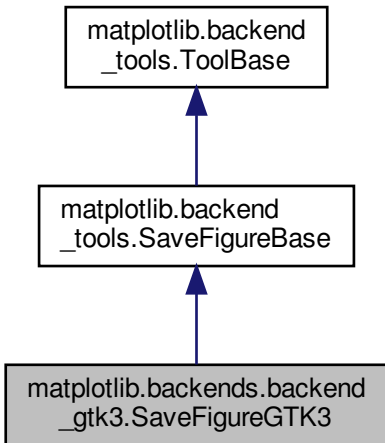 matplotlib.backend
_tools.ToolBase
matplotlib.backend
_tools.SaveFigureBase
matplotlib.backends.backend
_gtk3.SaveFigureGTK3